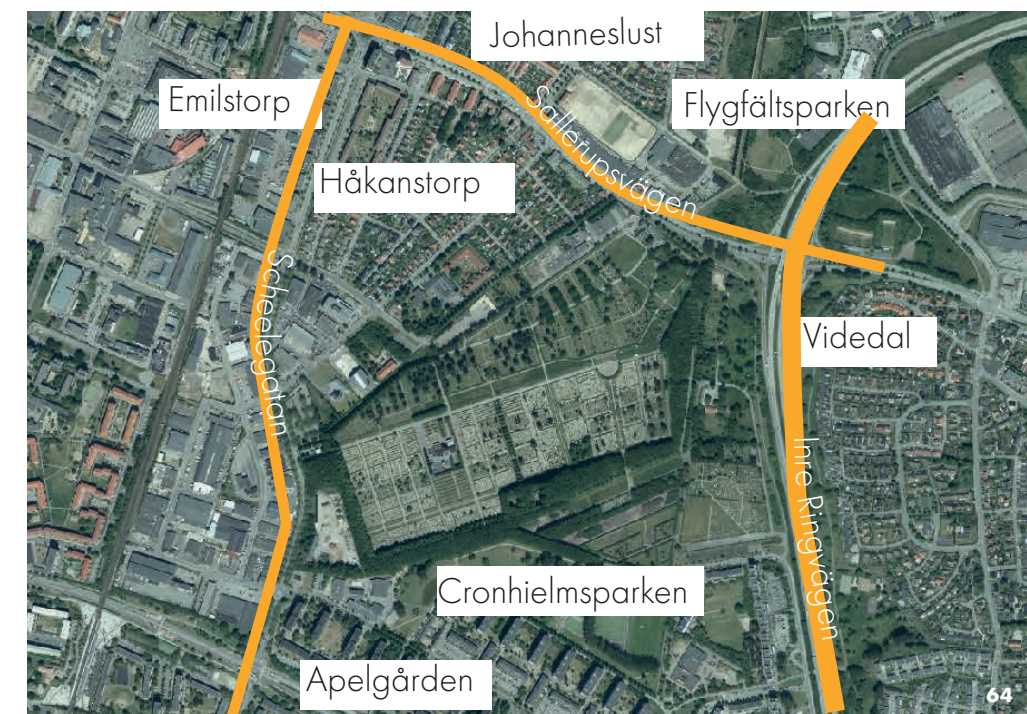 Johanneslust
Emilstorp
Flygfältsparken
Sallerupsvägen
Håkanstorp
Scheelegatan
Videdal
Inre Ringvägen
Cronhielmsparken
Apelgården
64